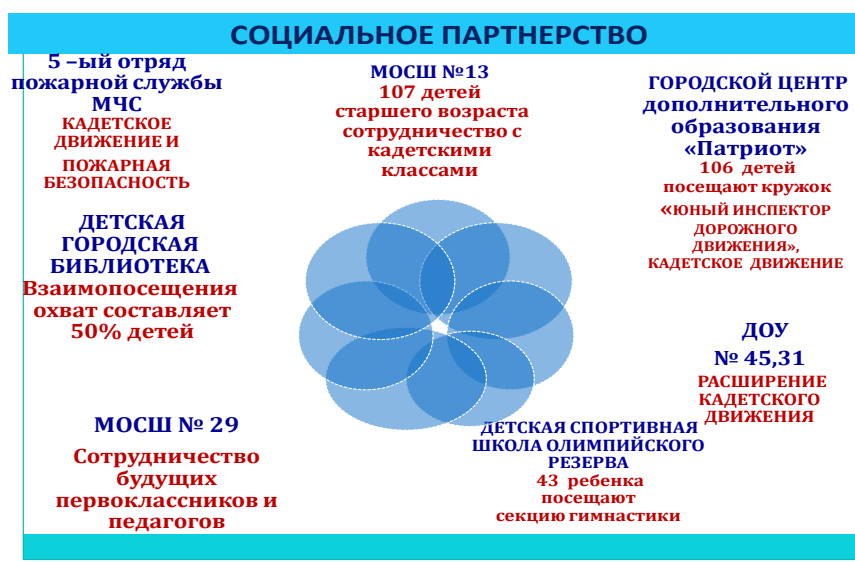 СОЦИАЛЬНОЕ ПАРТНЕРСТВО
5 –ый отряд
пожарной службы
МЧС
КАДЕТСКОЕ
ДВИЖЕНИЕ И
ПОЖАРНАЯ
БЕЗОПАСНОСТЬ
МОСШ №13
107 детей
старшего возраста
сотрудничество с
кадетскими
классами
ГОРОДСКОЙ ЦЕНТР
дополнительного
образования
«Патриот»
106 детей
посещают кружок
«ЮНЫЙ ИНСПЕКТОР
ДОРОЖНОГО
ДВИЖЕНИЯ»,
КАДЕТСКОЕ ДВИЖЕНИЕ
ДЕТСКАЯ
ГОРОДСКАЯ
БИБЛИОТЕКА
Взаимопосещения
охват составляет
50% детей
ДОУ
№ 45,31
РАСШИРЕНИЕ
КАДЕТСКОГО
ДВИЖЕНИЯ
МОСШ № 29
Сотрудничество
будущих
первоклассников и
педагогов
ДЕТСКАЯ СПОРТИВНАЯ
ШКОЛА ОЛИМПИЙСКОГО
РЕЗЕРВА
43 ребенка
посещают
секцию гимнастики